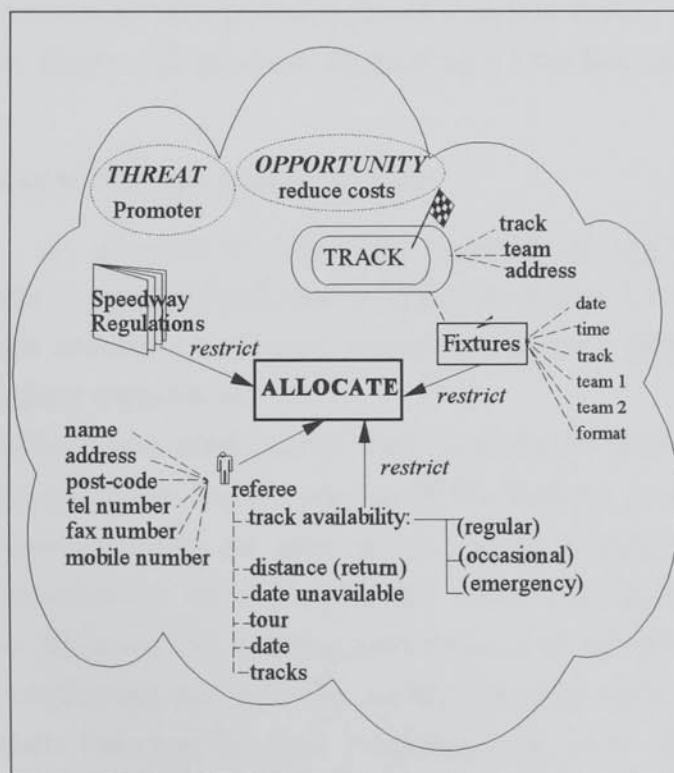 THREAT
Promoter
OPPORTUNITY
reduce costs
TRACK
track
team
address
Speedway
Regulations
restrict
Fixtures
date
time
track
team 1
team 2
format
ALLOCATE
restrict
restrict
name
address
post-code
tel number
fax number
mobile number
referee
track availability:
(regular)
(occasional)
(emergency)
distance (return)
date unavailable
tour
date
tracks